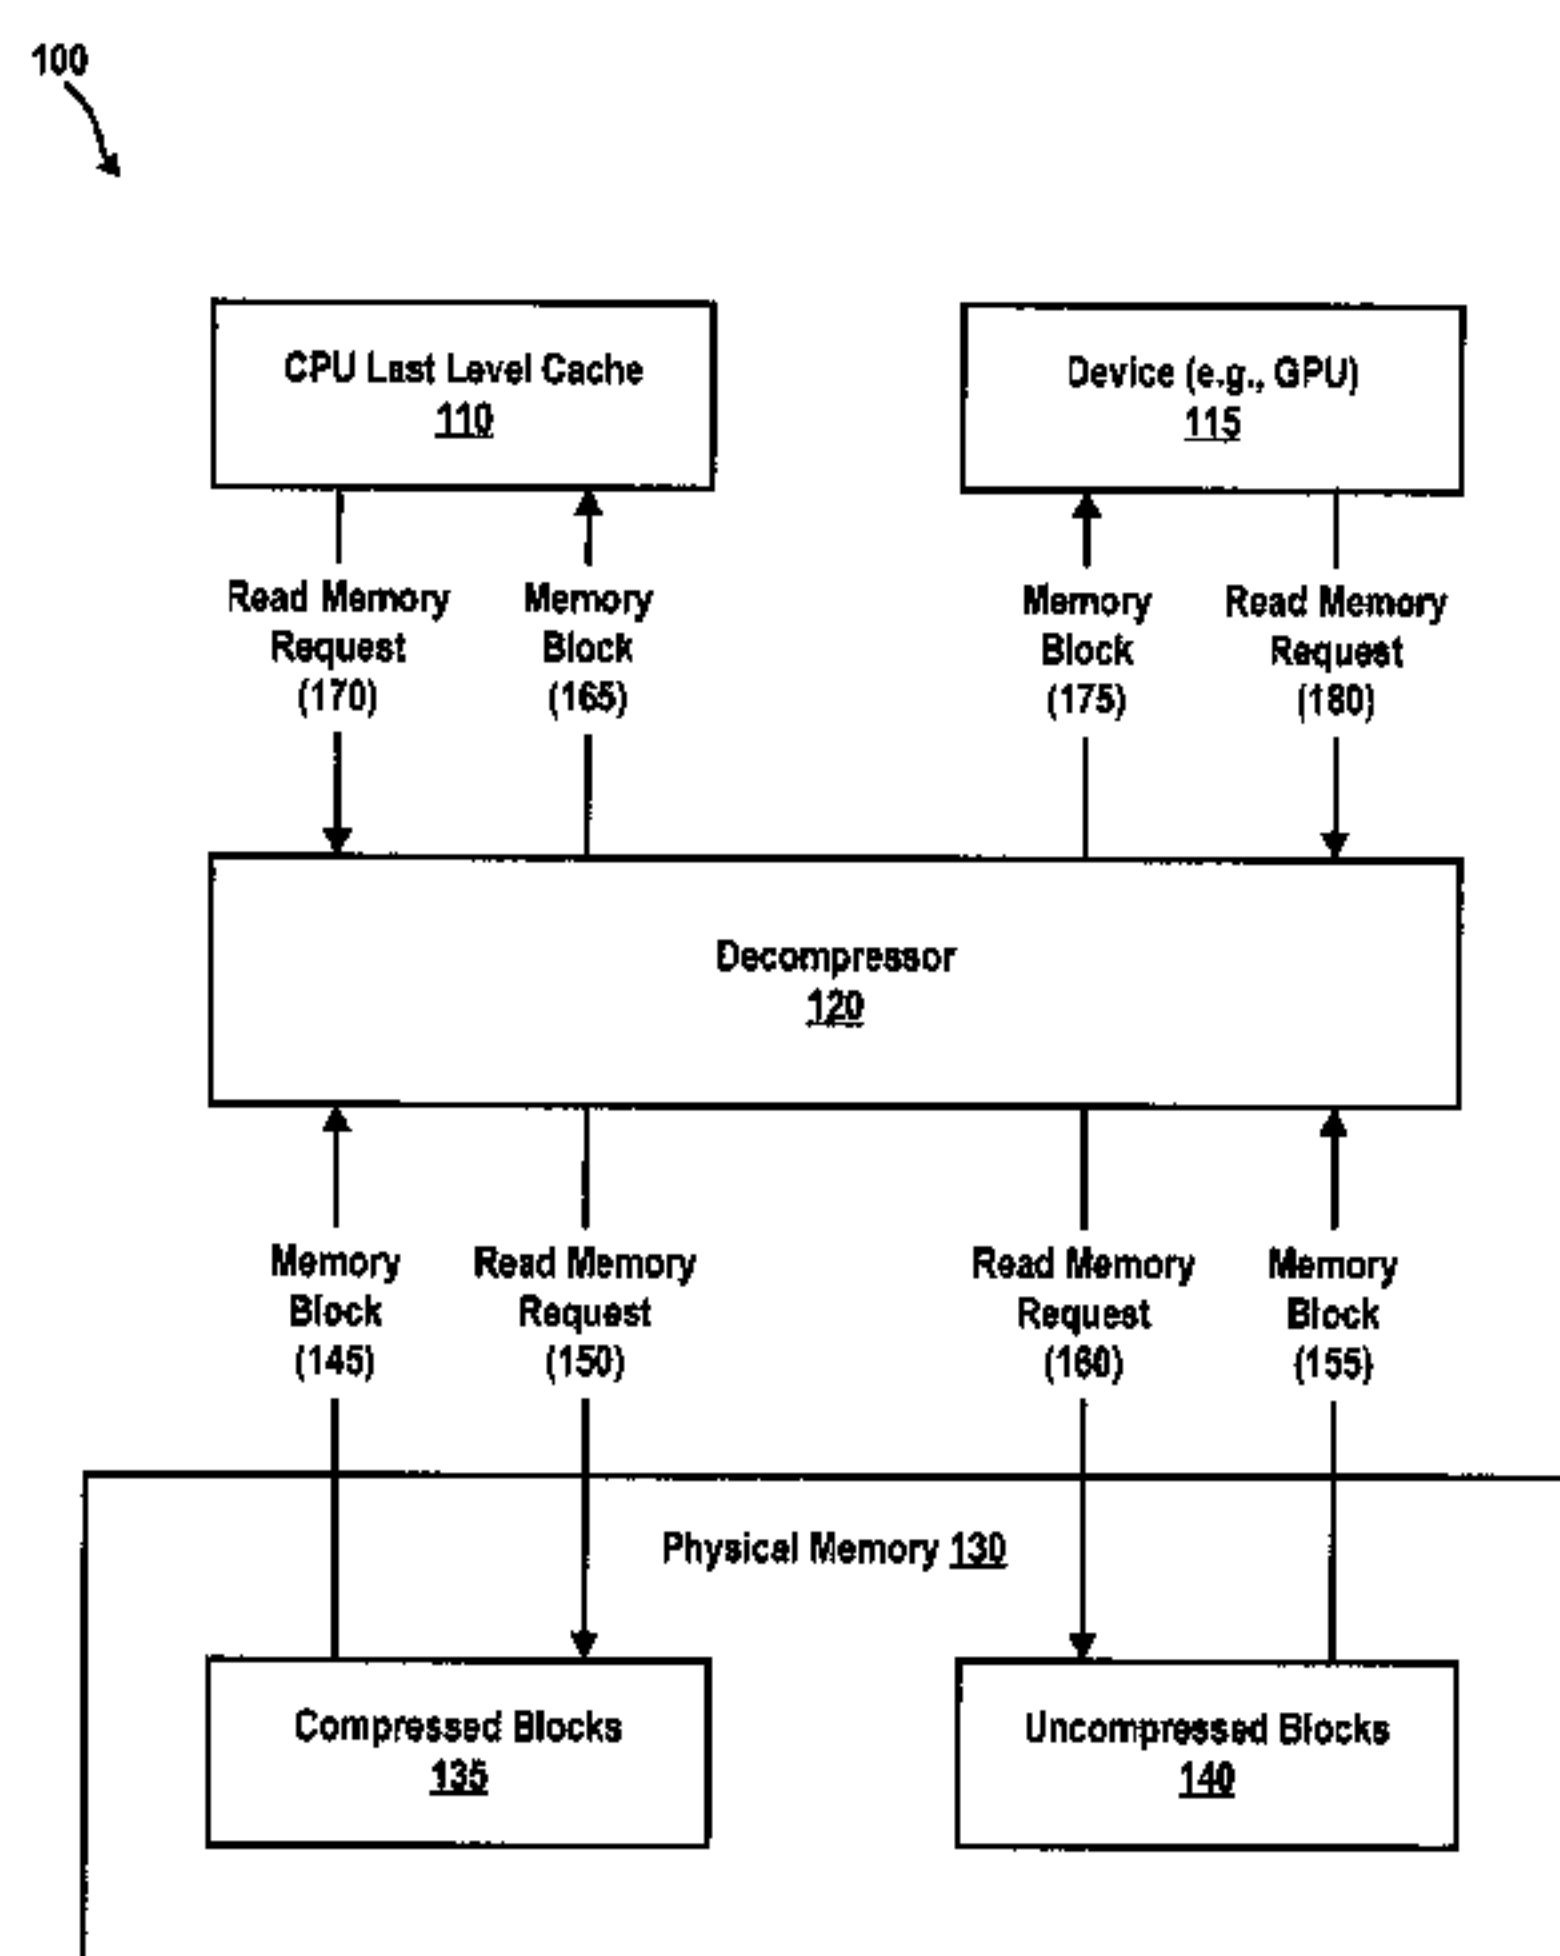 100
CPU Last Level Cache
110
Device (e.g., GPU)
115
Read Memory
Request
(170)
Memory
Block
(165)
Memory
Block
(175)
Read Memory
Request
(180)
Decompressor
120
Memory
Block
(145)
Read Memory
Request
(150)
Read Memory
Request
(160)
Memory
Block
(155)
Physical Memory 130
Compressed Blocks
135
Uncompressed Blocks
140